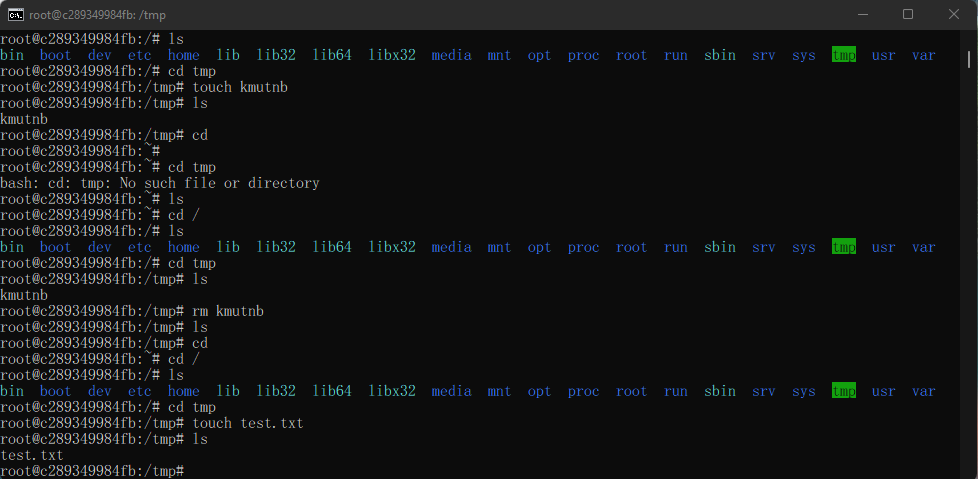 root@c289349984fb: /tmp
root@c289349984fb:/# ls
bin boot dev etc home lib lib32 lib64 libx32 media mnt opt proc root run sbin srv sys tmp usr var
root@c289349984fb:/# cd tmp
root@c289349984fb:/tmp# touch kmutnb
root@c289349984fb:/tmp# ls
kmutnb
root@c289349984fb:/tmp# cd
root@c289349984fb:~#
root@c289349984fb:~# cd tmp
bash: cd: tmp: No such file or directory
root@c289349984fb:~# ls
root@c289349984fb:~# cd /
root@c289349984fb:/# ls
bin boot dev etc home lib lib32 lib64 libx32 media mnt opt proc root run sbin srv sys tmp usr var
root@c289349984fb:/# cd tmp
root@c289349984fb:/tmp# ls
kmutnb
root@c289349984fb:/tmp# rm kmutnb
root@c289349984fb:/tmp# ls
root@c289349984fb:/tmp# cd
root@c289349984fb:~# cd /
root@c289349984fb:/# ls
bin boot dev etc home lib lib32 lib64 libx32 media mnt opt proc root run sbin srv sys tmp usr var
root@c289349984fb:/# cd tmp
root@c289349984fb:/tmp# touch test.txt
root@c289349984fb:/tmp# ls
test.txt
root@c289349984fb:/tmp#